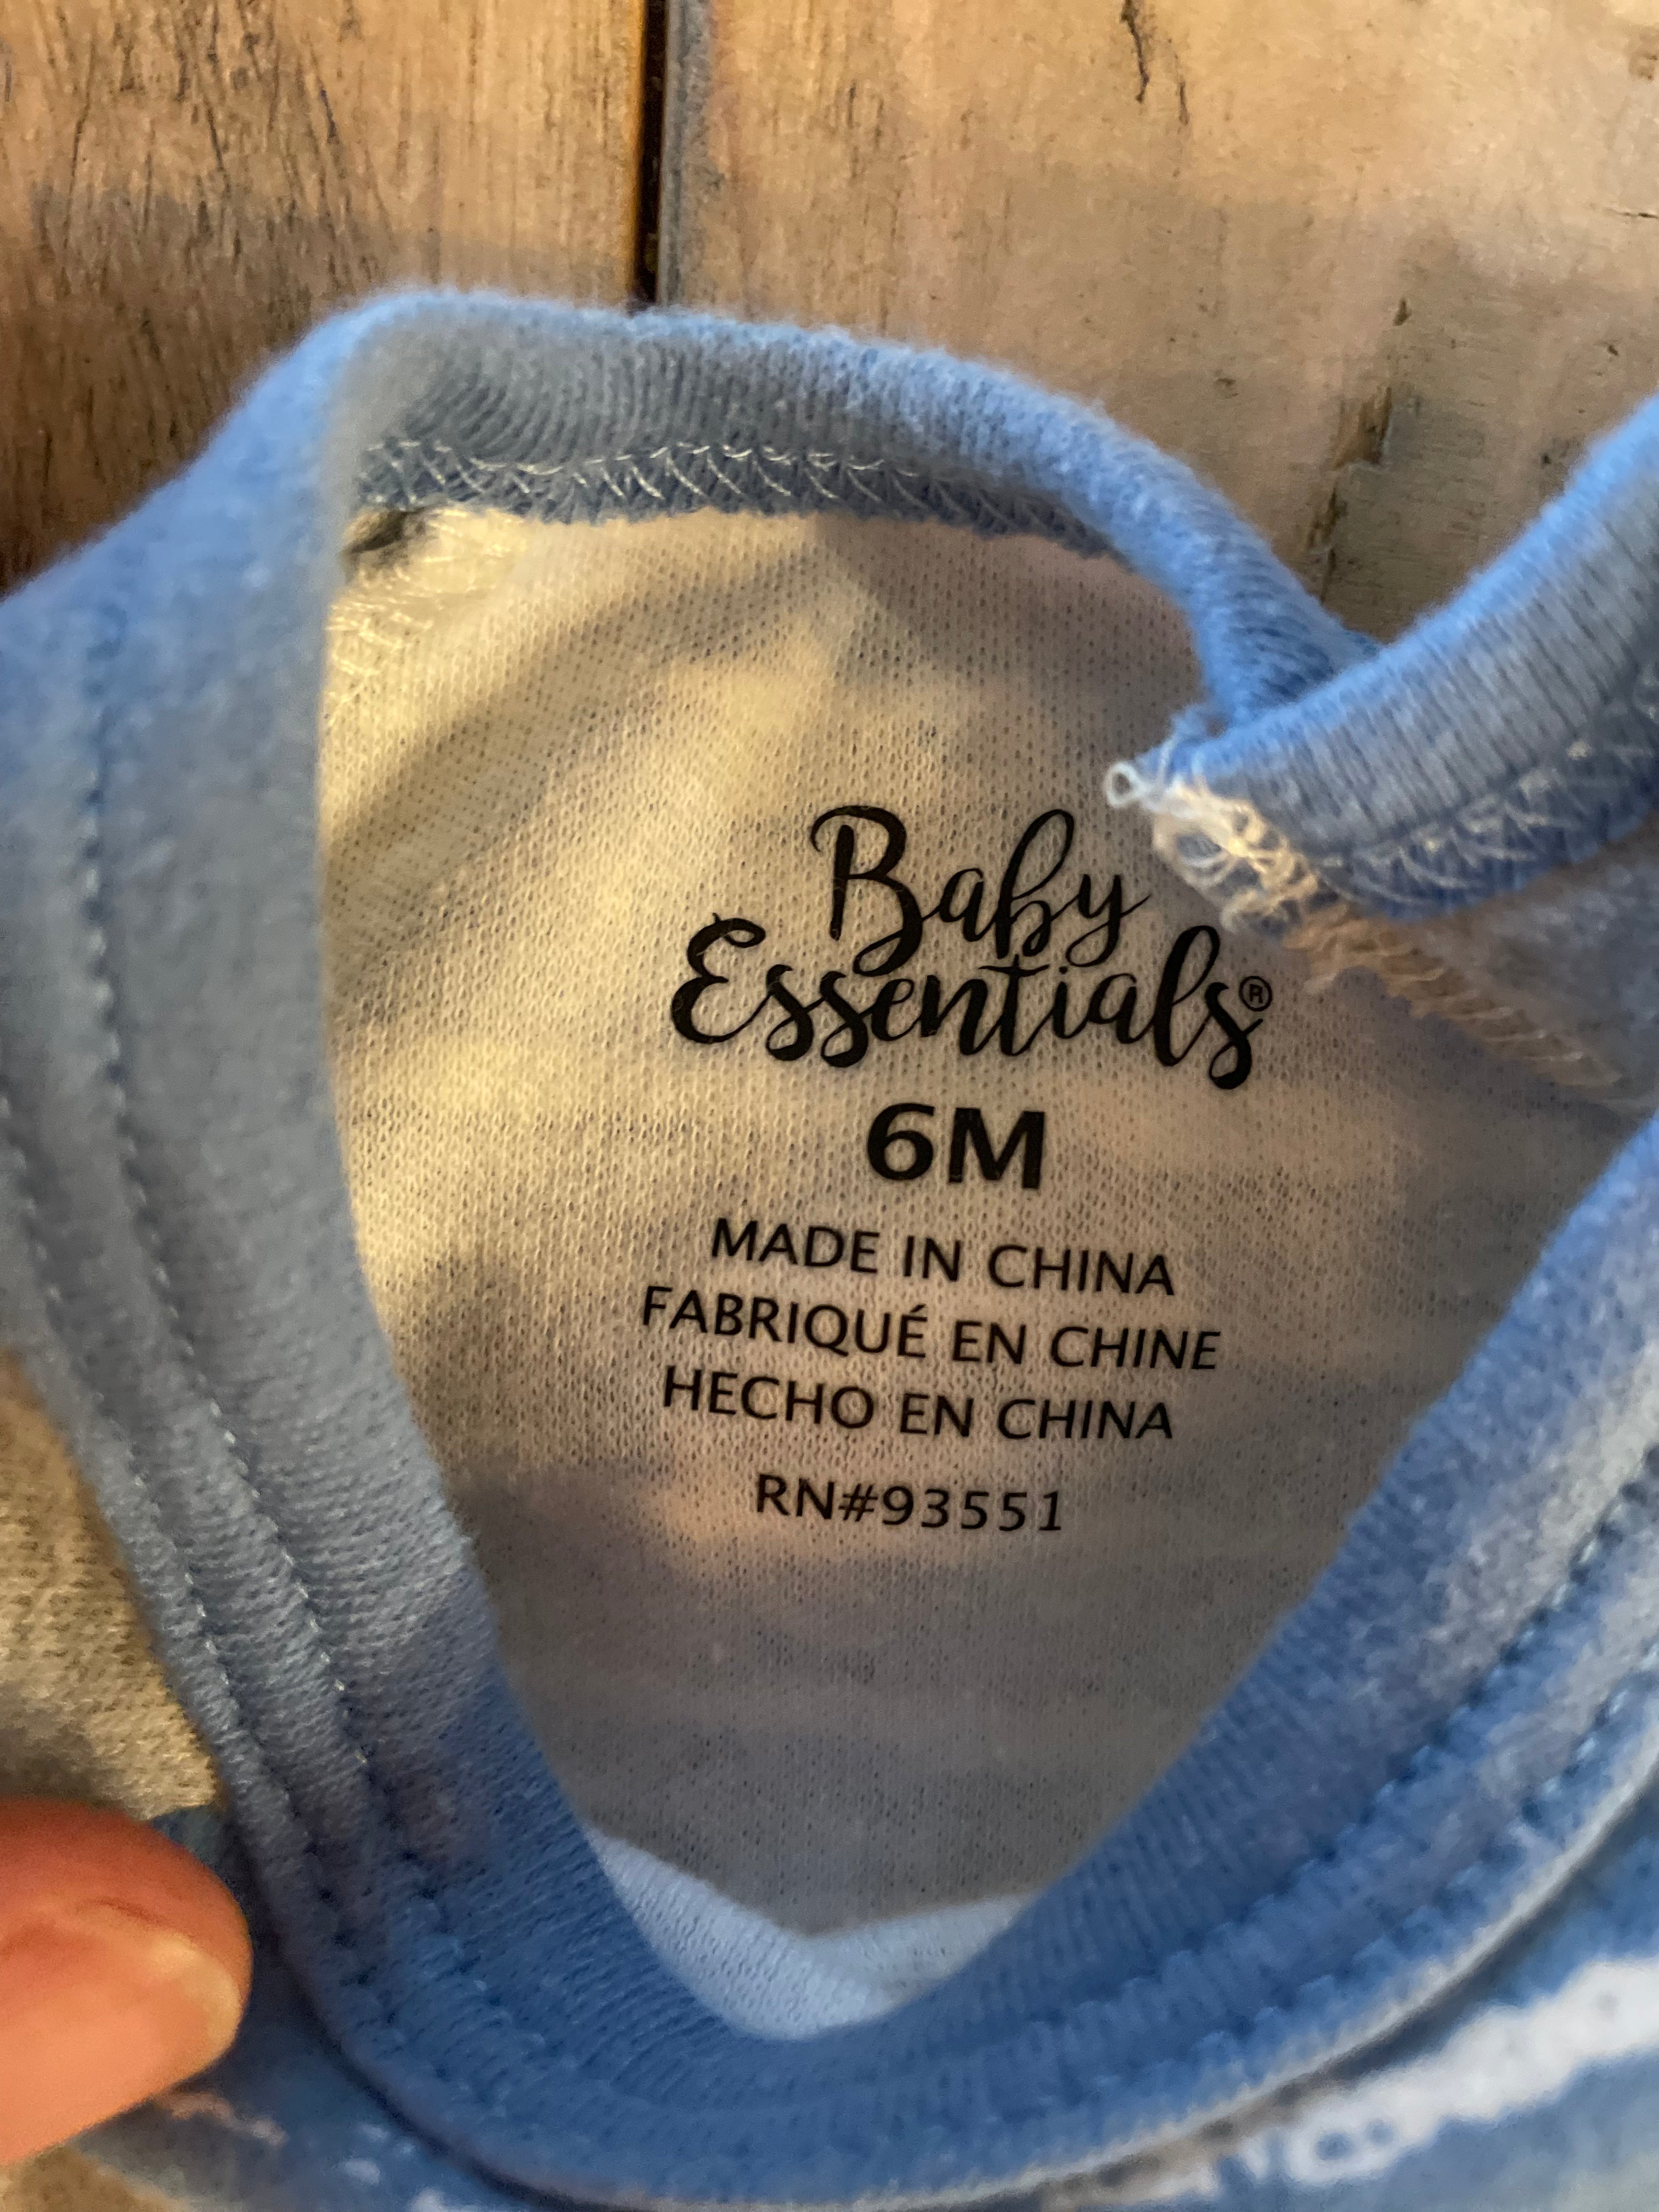 Baby
Essentials®
6M
MADE IN CHINA
FABRIQUÉ EN CHINE
HECHO EN CHINA
RN#93551